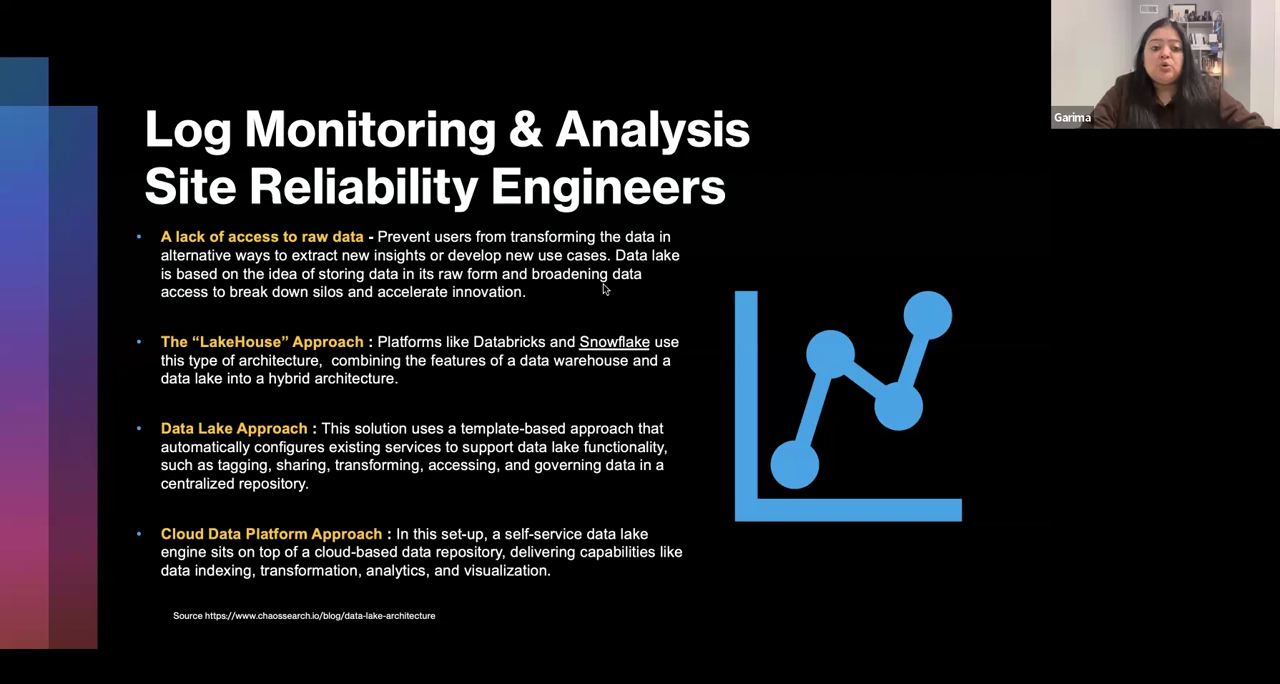 Garima
Log Monitoring & Analysis
Site Reliability Engineers
• A lack of access to raw data - Prevent users from transforming the data in
alternative ways to extract new insights or develop new use cases. Data lake
is based on the idea of storing data in its raw form and broadening data
access to break down silos and accelerate innovation.
• The “LakeHouse” Approach : Platforms like Databricks and Snowflake use
this type of architecture, combining the features of a data warehouse and a
data lake into a hybrid architecture.
• Data Lake Approach : This solution uses a template-based approach that
automatically configures existing services to support data lake functionality,
such as tagging, sharing, transforming, accessing, and governing data in a
centralized repository.
• Cloud Data Platform Approach : In this set-up, a self-service data lake
engine sits on top of a cloud-based data repository, delivering capabilities like
data indexing, transformation, analytics, and visualization.
Source https://www.chaossearch.io/blog/data-lake-architecture